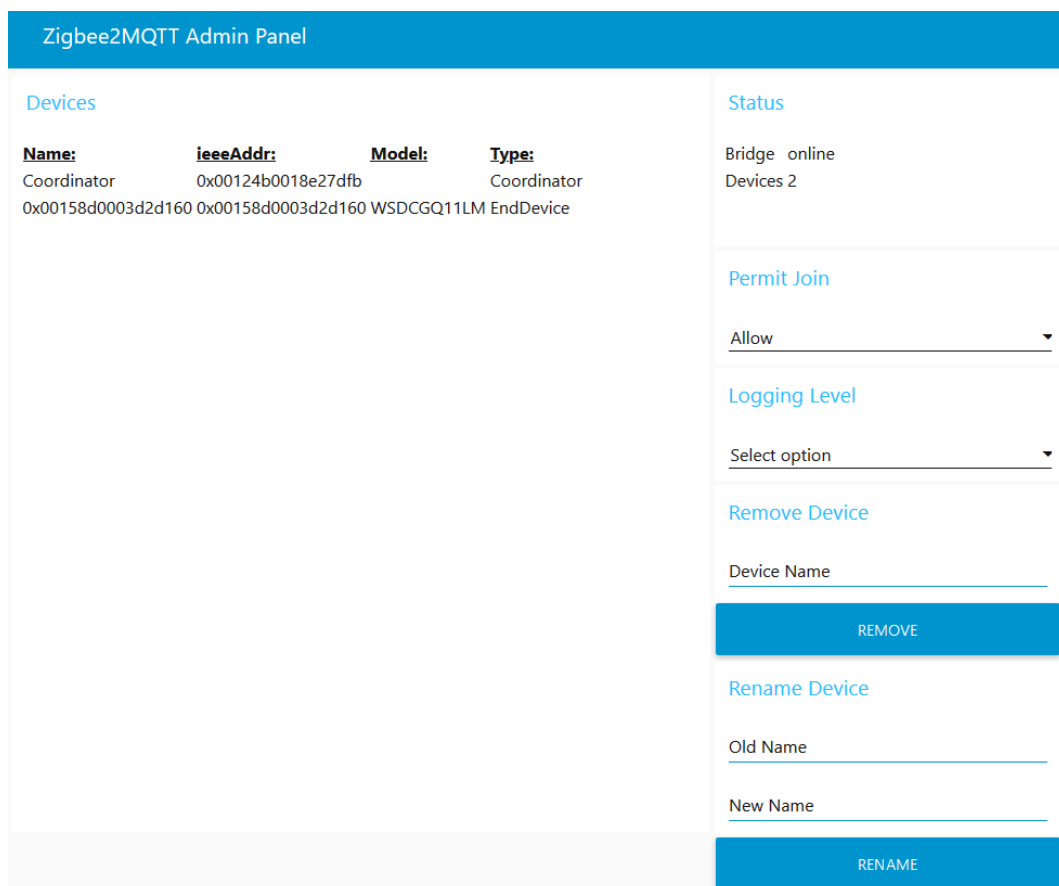 Zigbee2MQTT Admin Panel
Devices
Name: ieeeAddr: Model: Type:
Coordinator 0x00124b0018e27dfb Coordinator
0x00158d0003d2d160 0x00158d0003d2d160 WSDCGQ11LM EndDevice
Status
Bridge online
Devices 2
Permit Join
Allow
Logging Level
Select option
Remove Device
Device Name
REMOVE
Rename Device
Old Name
New Name
RENAME